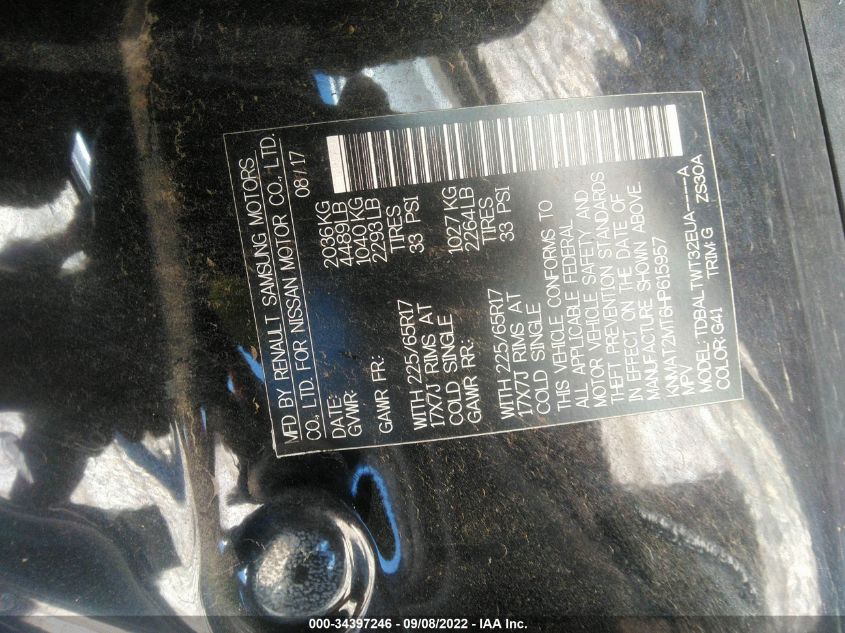 MFD BY RENAULT SAMSUNG MOTORS
CO., LTD. FOR NISSAN MOTOR CO., LTD.
DATE: 08/17
GVWR: 2036KG
4489LB
GAWR FR: 1040 KG
2293LB
WITH 225/65R17 TIRES
17X7J RIMS AT 33 PSI
COLD SINGLE
GAWR RR: 1027KG
2264LB
WITH 225/65R17 TIRES
17X7J RIMS AT 33 PSI
COLD SINGLE
THIS VEHICLE CONFORMS TO
ALL APPLICABLE FEDERAL
MOTOR VEHICLE SAFETY AND
THEFT PREVENTION STANDARDS
IN EFFECT ON THE DATE OF
MANUFACTURE SHOWN ABOVE.
KNMAT2MT6HP615957
MPV
MODEL: TDBALTWT32EUA-----A
COLOR: G41 TRIM: G ZS30A
000-34397246 - 09/08/2022 - IAA Inc.